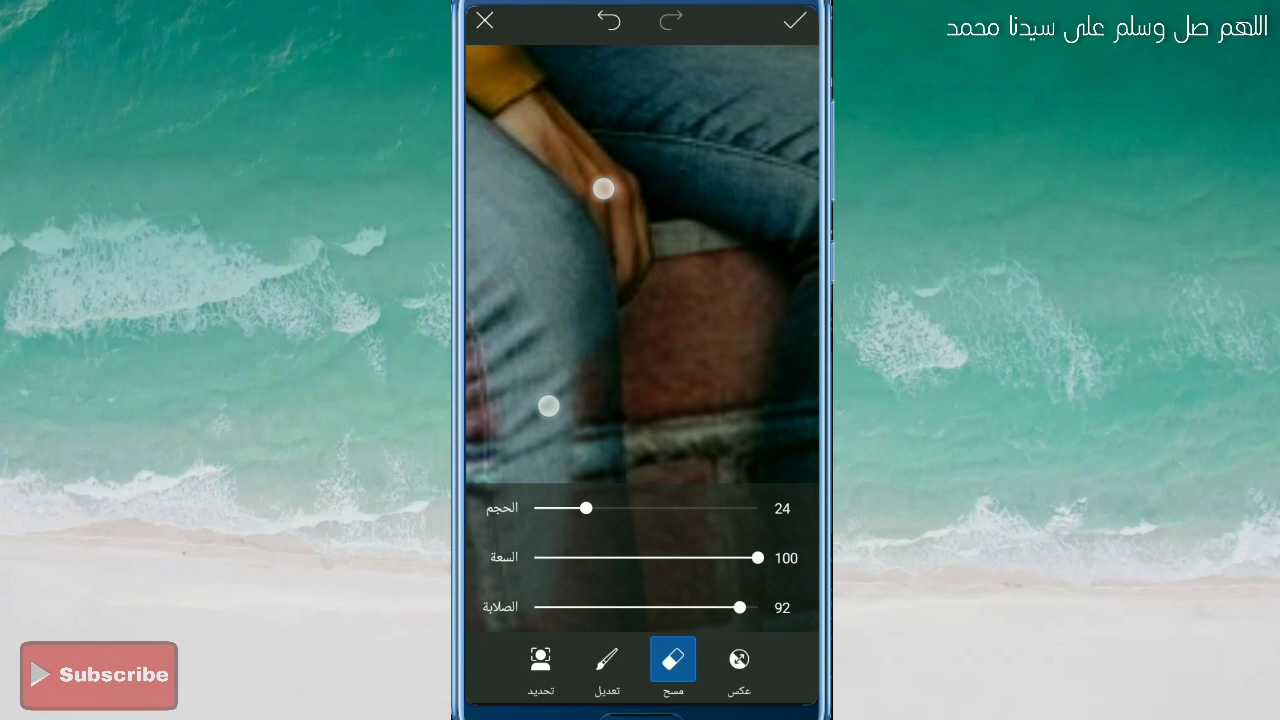 اللهم صل وسلم على سيدنا محمد
الحجم 24
السعة 100
الصلابة 92
تحديد تعديل مسح عكس
Subscribe